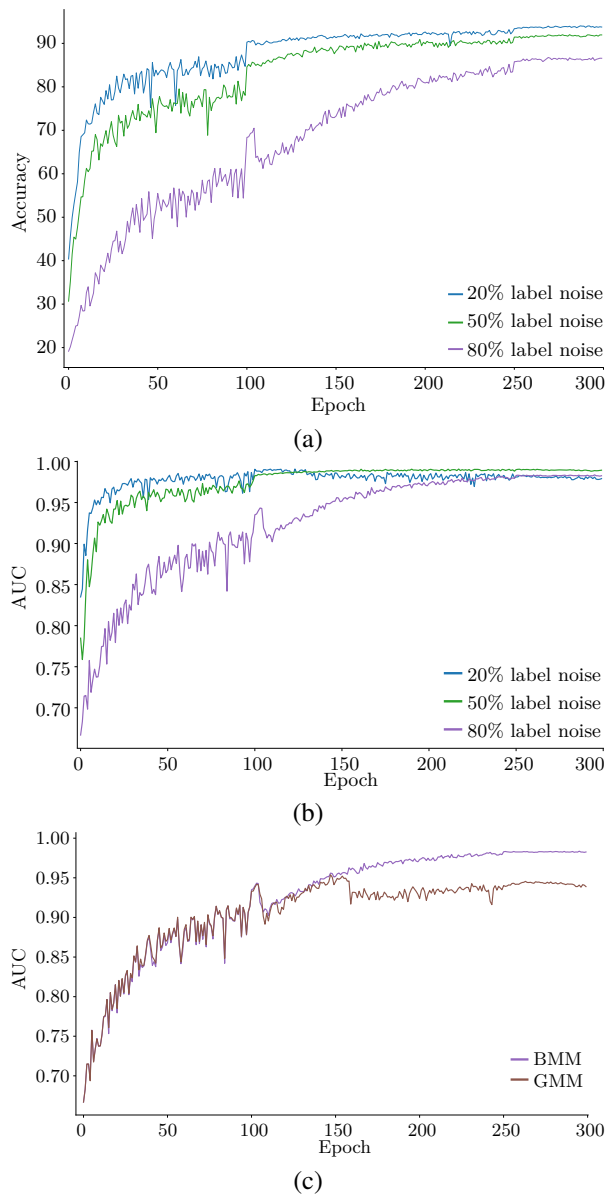 90
80
70
60
50
40
30
20
Accuracy
20% label noise
50% label noise
80% label noise
0 50 100 150 200 250 300
Epoch
(a)
1.00
0.95
0.90
0.85
0.80
0.75
0.70
AUC
20% label noise
50% label noise
80% label noise
0 50 100 150 200 250 300
Epoch
(b)
1.00
0.95
0.90
0.85
0.80
0.75
0.70
AUC
BMM
GMM
0 50 100 150 200 250 300
Epoch
(c)